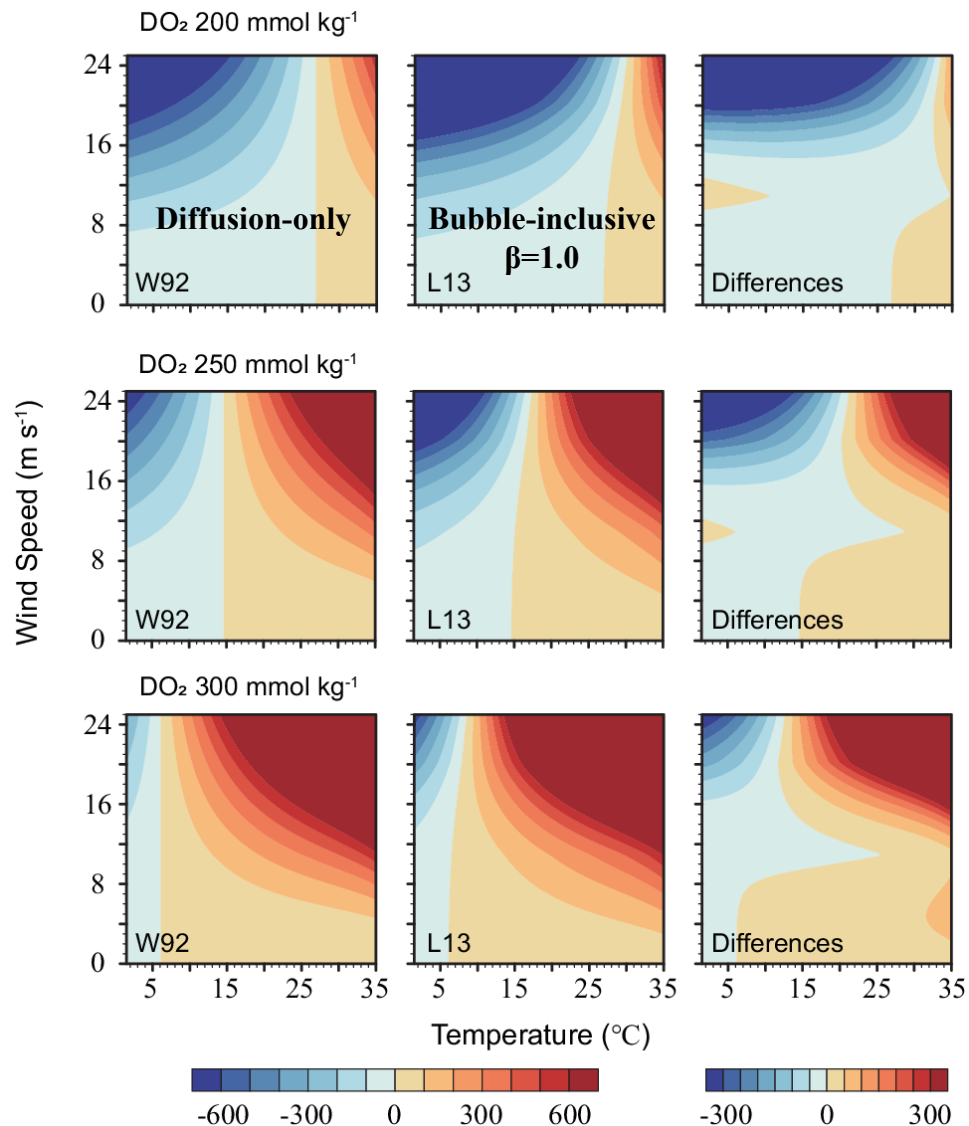 DO₂ 200 mmol kg⁻¹
24
16
8
0
Diffusion-only
W92
Bubble-inclusive
β=1.0
L13
Differences
DO₂ 250 mmol kg⁻¹
24
16
8
0
W92
L13
Differences
Wind Speed (m s⁻¹)
DO₂ 300 mmol kg⁻¹
24
16
8
0
W92
L13
Differences
5 15 25 35 5 15 25 35 5 15 25 35
Temperature (℃)
-600 -300 0 300 600
-300 0 300